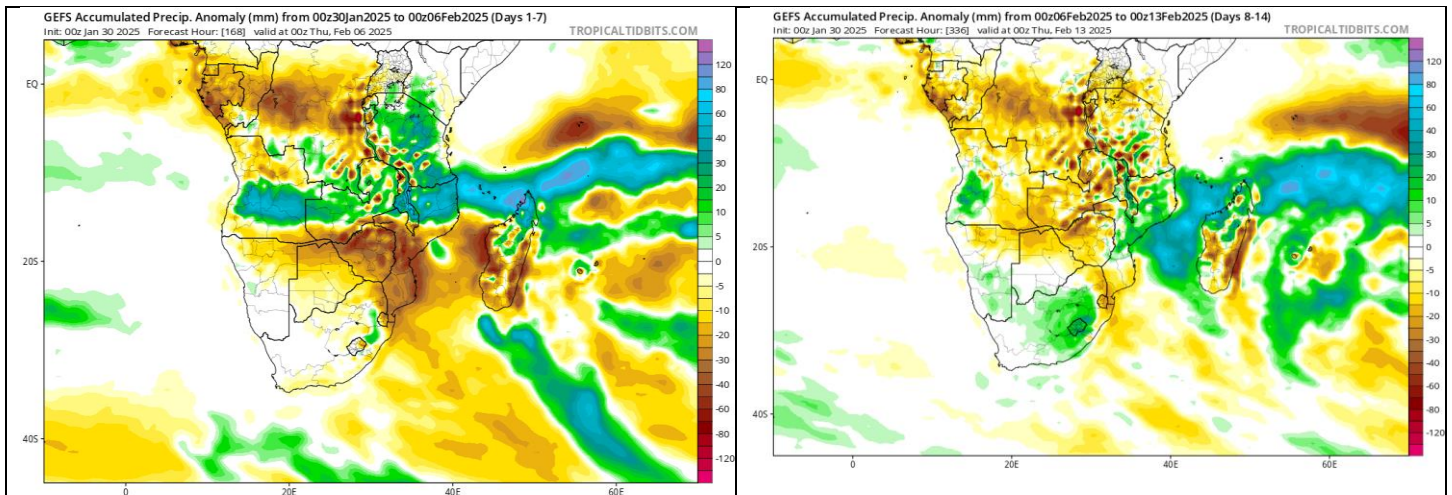 GEFS Accumulated Precip. Anomaly (mm) from 00z30Jan2025 to 00z06Feb2025 (Days 1-7)
Init: 00z Jan 30 2025 Forecast Hour: [168] valid at 00z Thu, Feb 06 2025
TROPICALTIDBITS.COM
EQ
20S
40S
0
20E
40E
60E
120
80
60
40
30
20
10
5
0
-5
-10
-20
-30
-40
-60
-80
-120
GEFS Accumulated Precip. Anomaly (mm) from 00z06Feb2025 to 00z13Feb2025 (Days 8-14)
Init: 00z Jan 30 2025 Forecast Hour: [336] valid at 00z Thu, Feb 13 2025
TROPICALTIDBITS.COM
EQ
20S
40S
0
20E
40E
60E
120
80
60
40
30
20
10
5
0
-5
-10
-20
-30
-40
-60
-80
-120